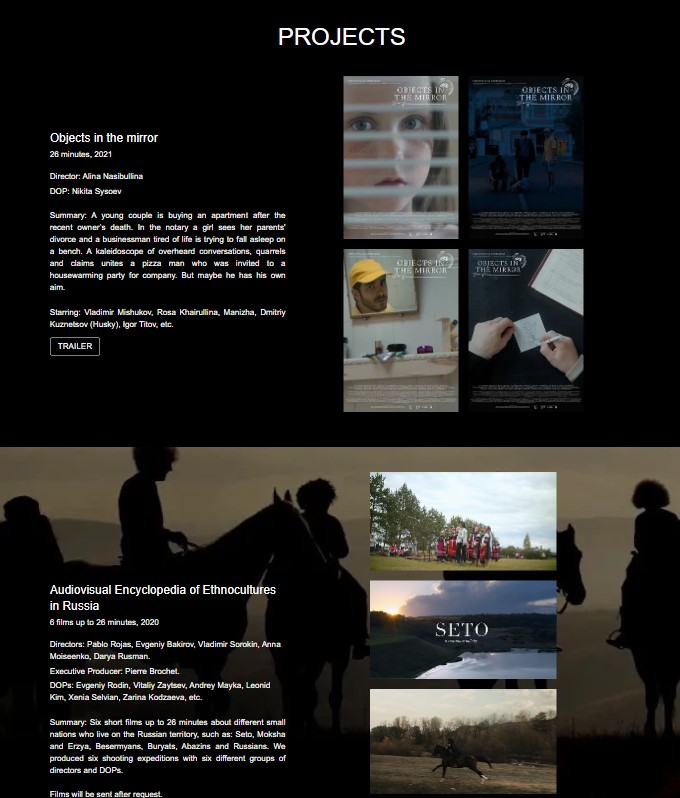 PROJECTS
Objects in the mirror
26 minutes, 2021
Director: Alina Nasibullina
DOP: Nikita Sysoev
Summary: A young couple is buying an apartment after the
recent owner's death. In the notary a girl sees her parents'
divorce and a businessman tired of life is trying to fall asleep on
a bench. A kaleidoscope of overheard conversations, quarrels
and claims unites a pizza man who was invited to a
housewarming party for company. But maybe he has his own
aim.
Starring: Vladimir Mishukov, Rosa Khairullina, Manizha, Dmitriy
Kuznetsov (Husky), Igor Titov, etc.
TRAILER
OBJECTS IN
THE MIRROR
OBJECTS IN
THE MIRROR
OBJECTS IN
THE MIRROR
OBJECTS IN
THE MIRROR
Audiovisual Encyclopedia of Ethnocultures
in Russia
6 films up to 26 minutes, 2020
Directors: Pablo Rojas, Evgeniy Bakirov, Vladimir Sorokin, Anna
Moiseenko, Darya Rusman.
Executive Producer: Pierre Brochet.
DOPs: Evgeniy Rodin, Vitaliy Zaytsev, Andrey Mayka, Leonid
Kim, Xenia Selvian, Zarina Kodzaeva, etc.
Summary: Six short films up to 26 minutes about different small
nations who live on the Russian territory, such as: Seto, Moksha
and Erzya, Besermyans, Buryats, Abazins and Russians. We
produced six shooting expeditions with six different groups of
directors and DOPs.
Films will be sent after request.
SETO